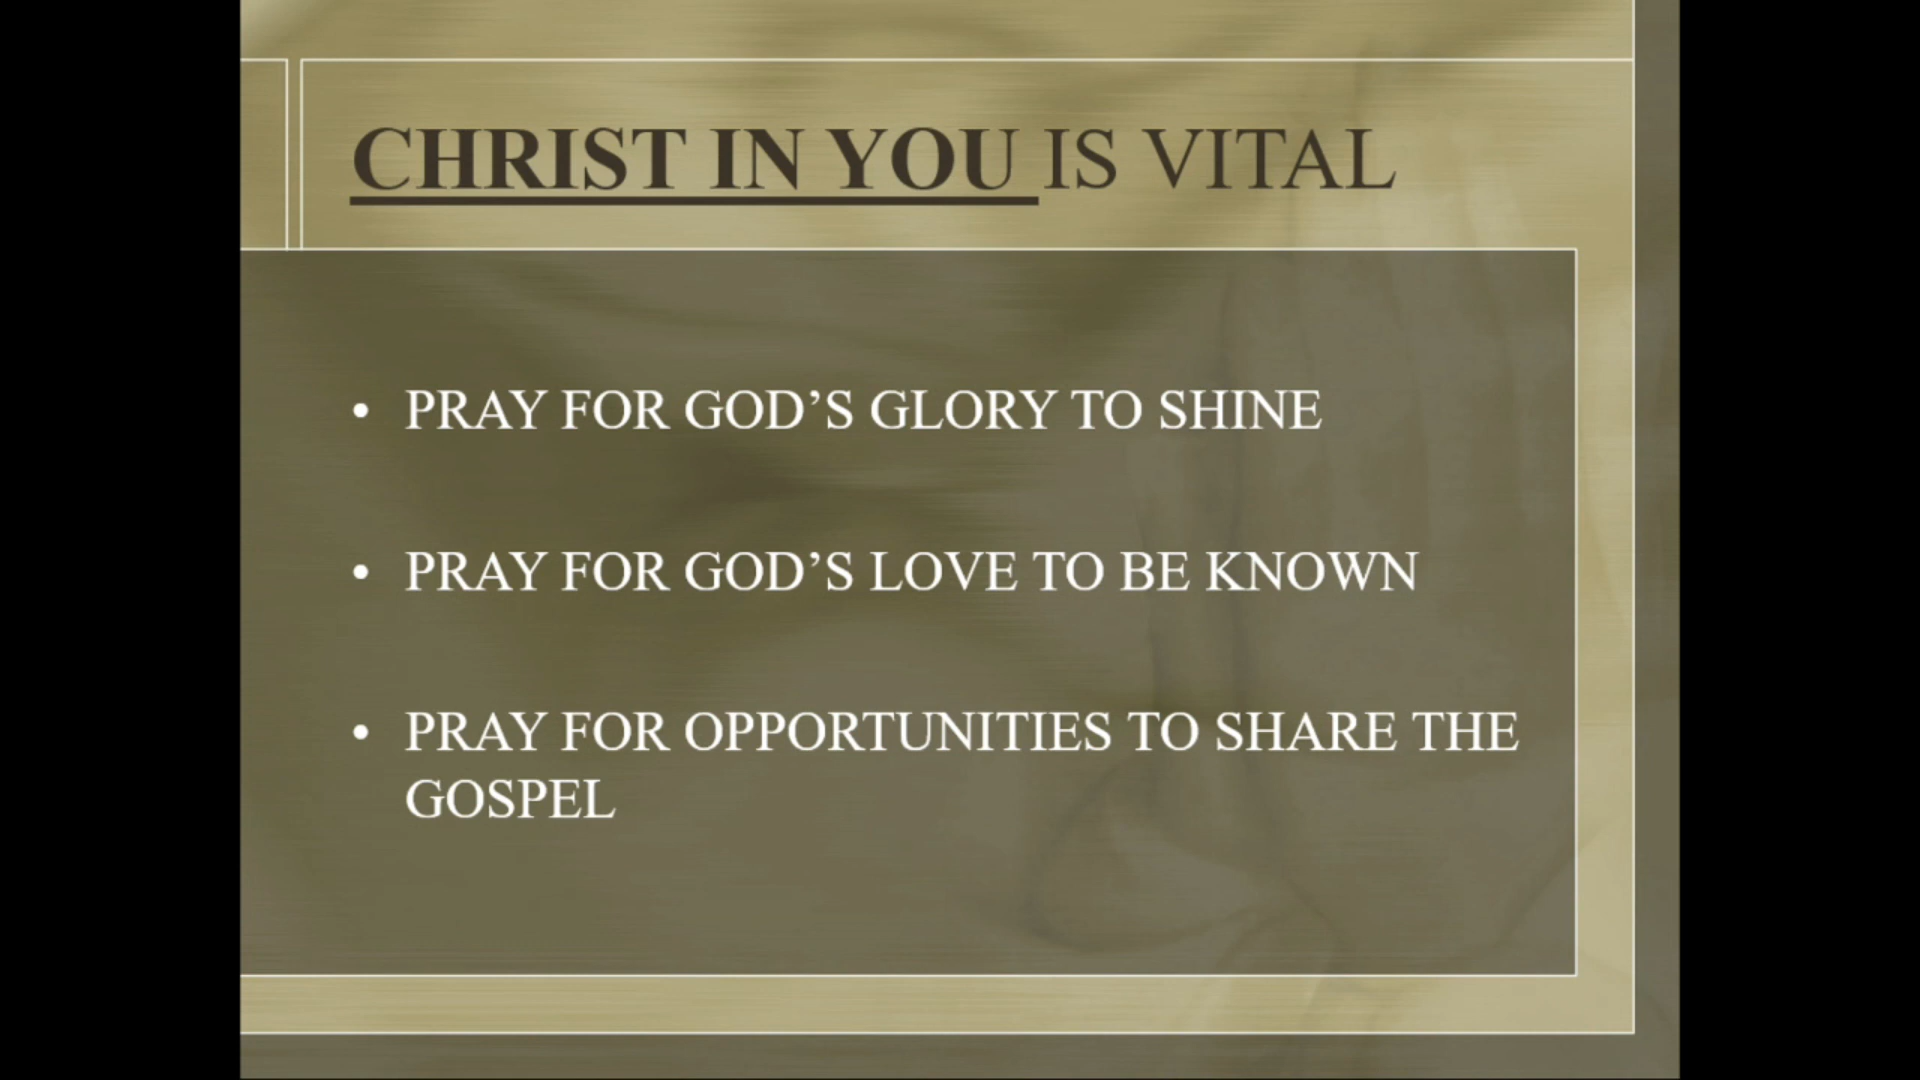 CHRIST IN YOU IS VITAL
• PRAY FOR GOD’S GLORY TO SHINE
• PRAY FOR GOD’S LOVE TO BE KNOWN
• PRAY FOR OPPORTUNITIES TO SHARE THE
GOSPEL